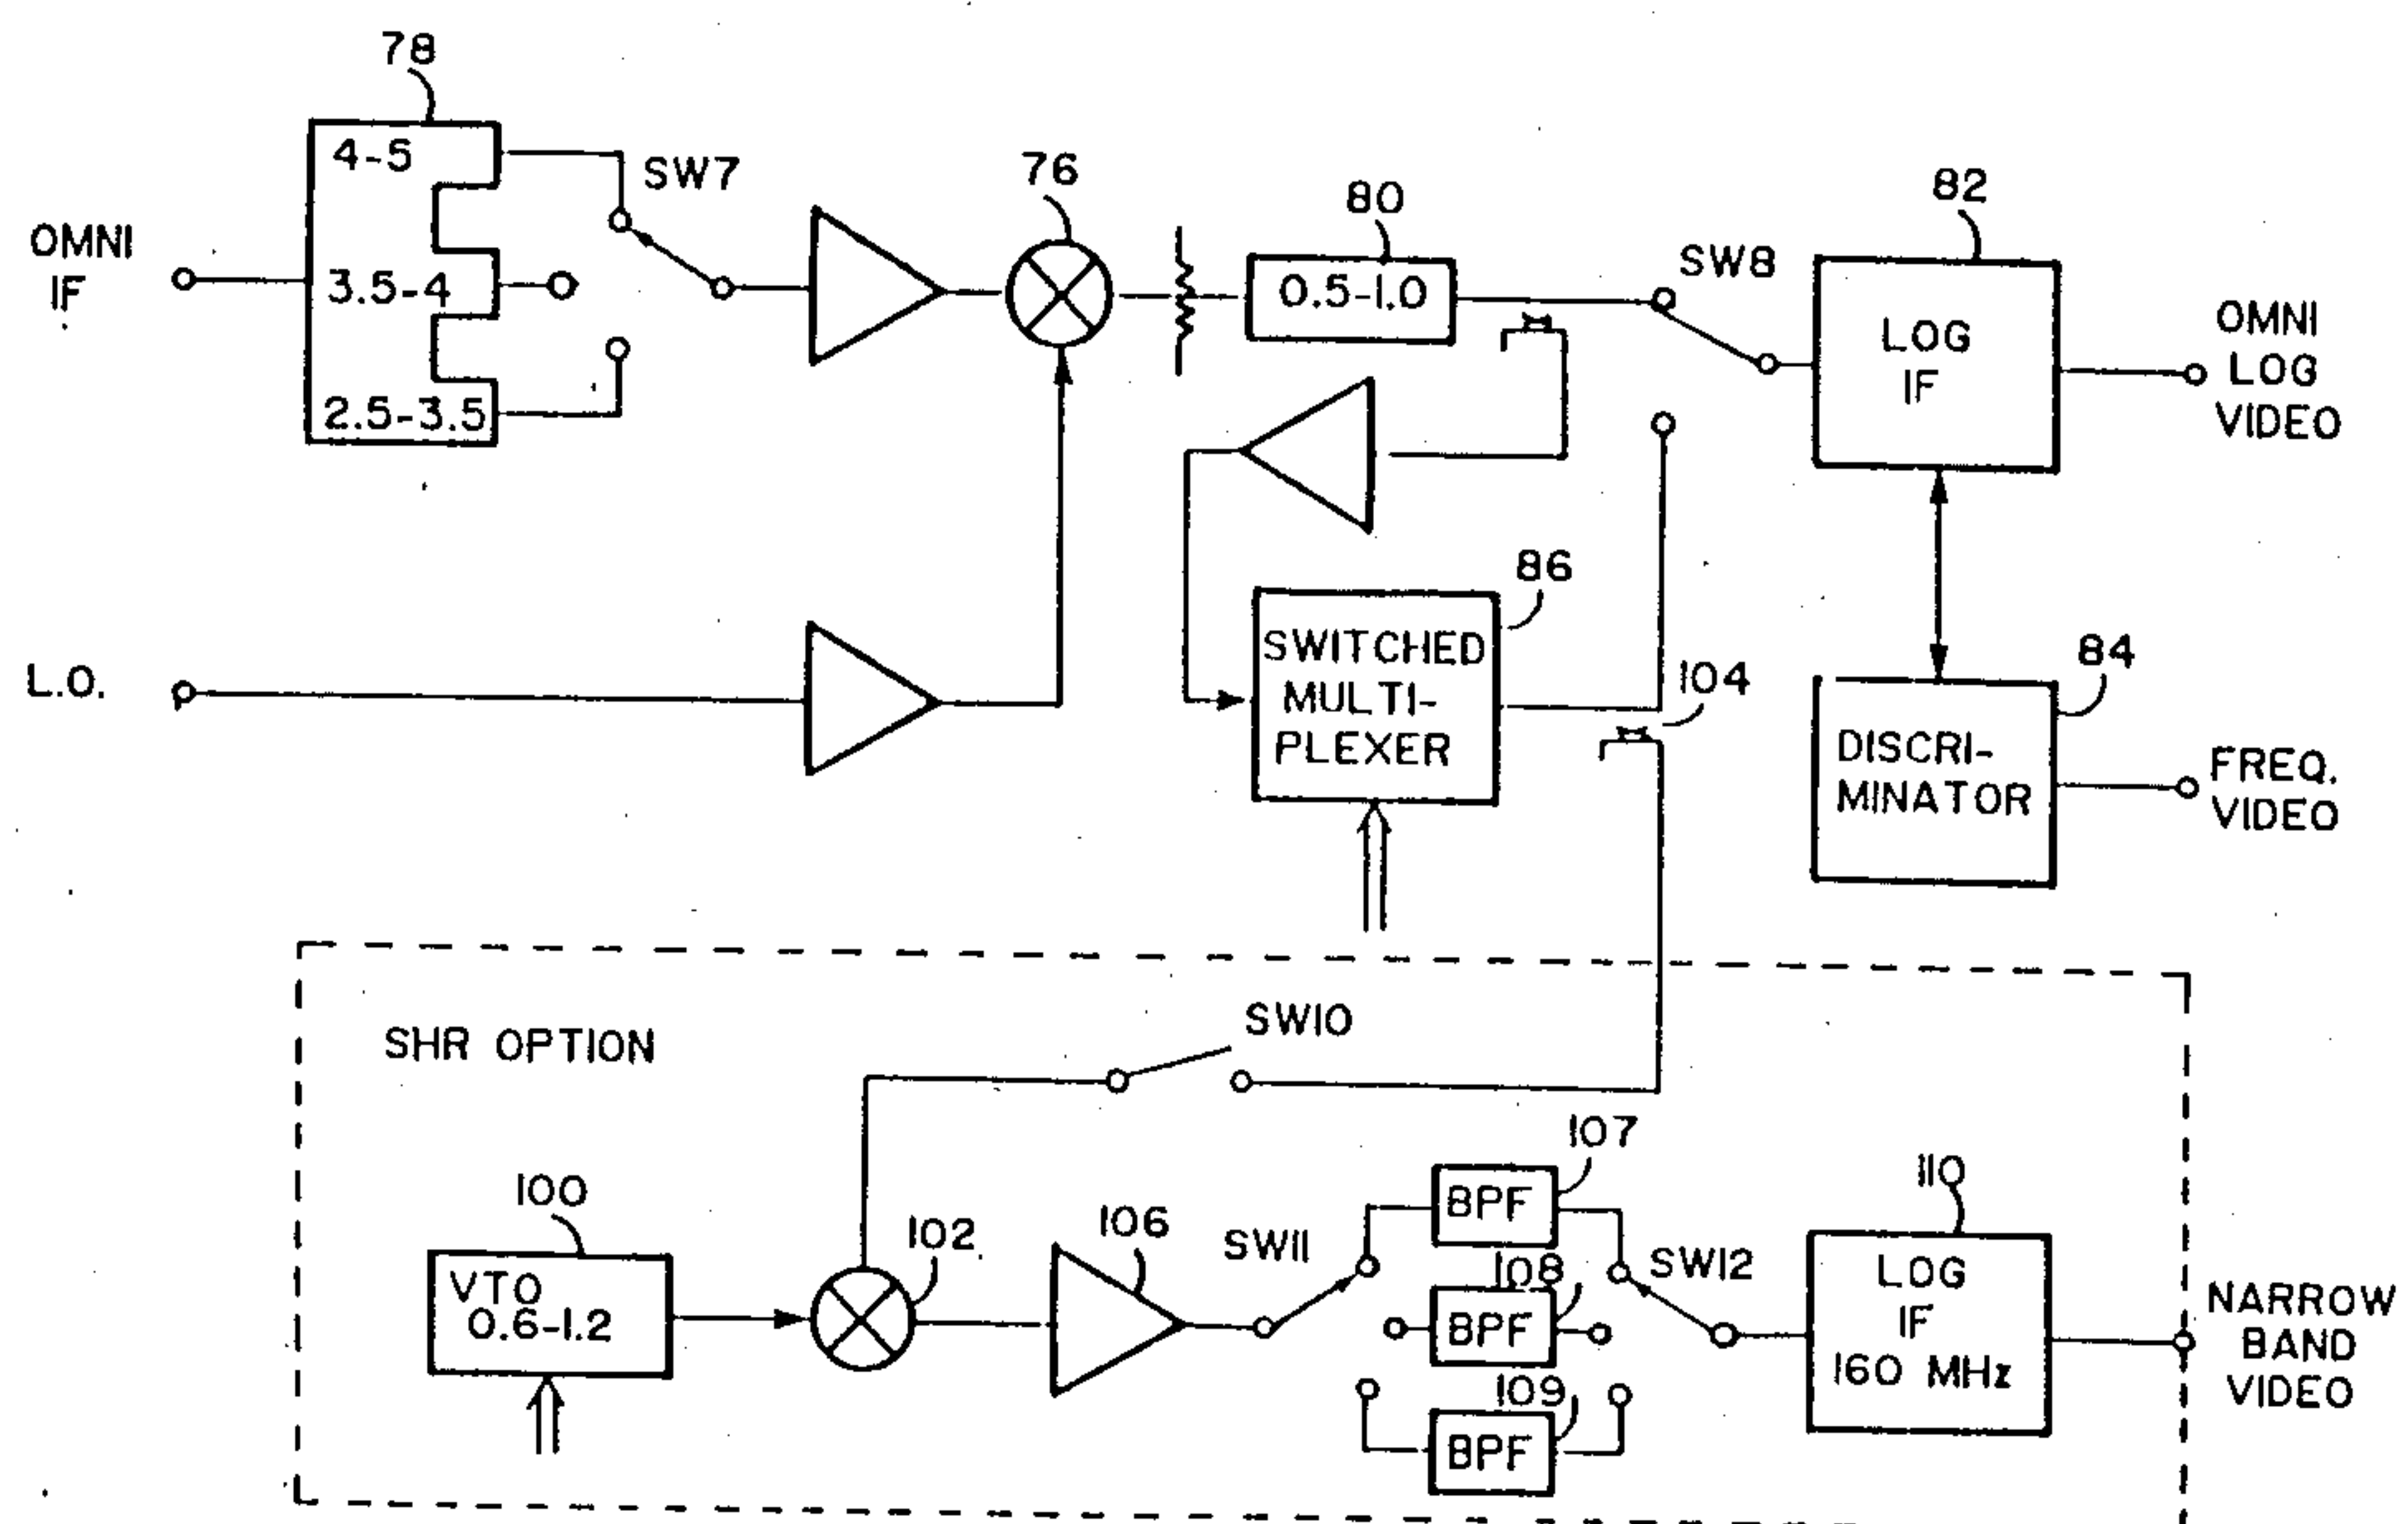 78
4-5
SW7
76
80
82
OMNI
IF
3.5-4
0.5-1.0
SW8
LOG
IF
OMNI
LOG
VIDEO
2.5-3.5
86
L.O.
SWITCHED
MULTI-
PLEXER
104
84
DISCRI-
MINATOR
FREQ.
VIDEO
SHR OPTION
SW10
107
100
VTO
0.6-1.2
102
106
SW11
BPF
108
BPF
109
BPF
SW12
110
LOG
IF
160 MHz
NARROW
BAND
VIDEO